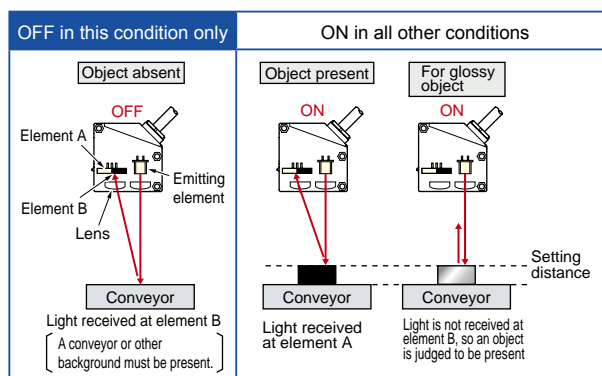 OFF in this condition only
ON in all other conditions
Object absent
Object present
For glossy
object
OFF
ON
ON
Element A
Element B
Lens
Emitting
element
Setting
distance
Conveyor
Conveyor
Conveyor
Light received at element B
A conveyor or other
background must be present.
Light received
at element A
Light is not received at
element B, so an object
is judged to be present